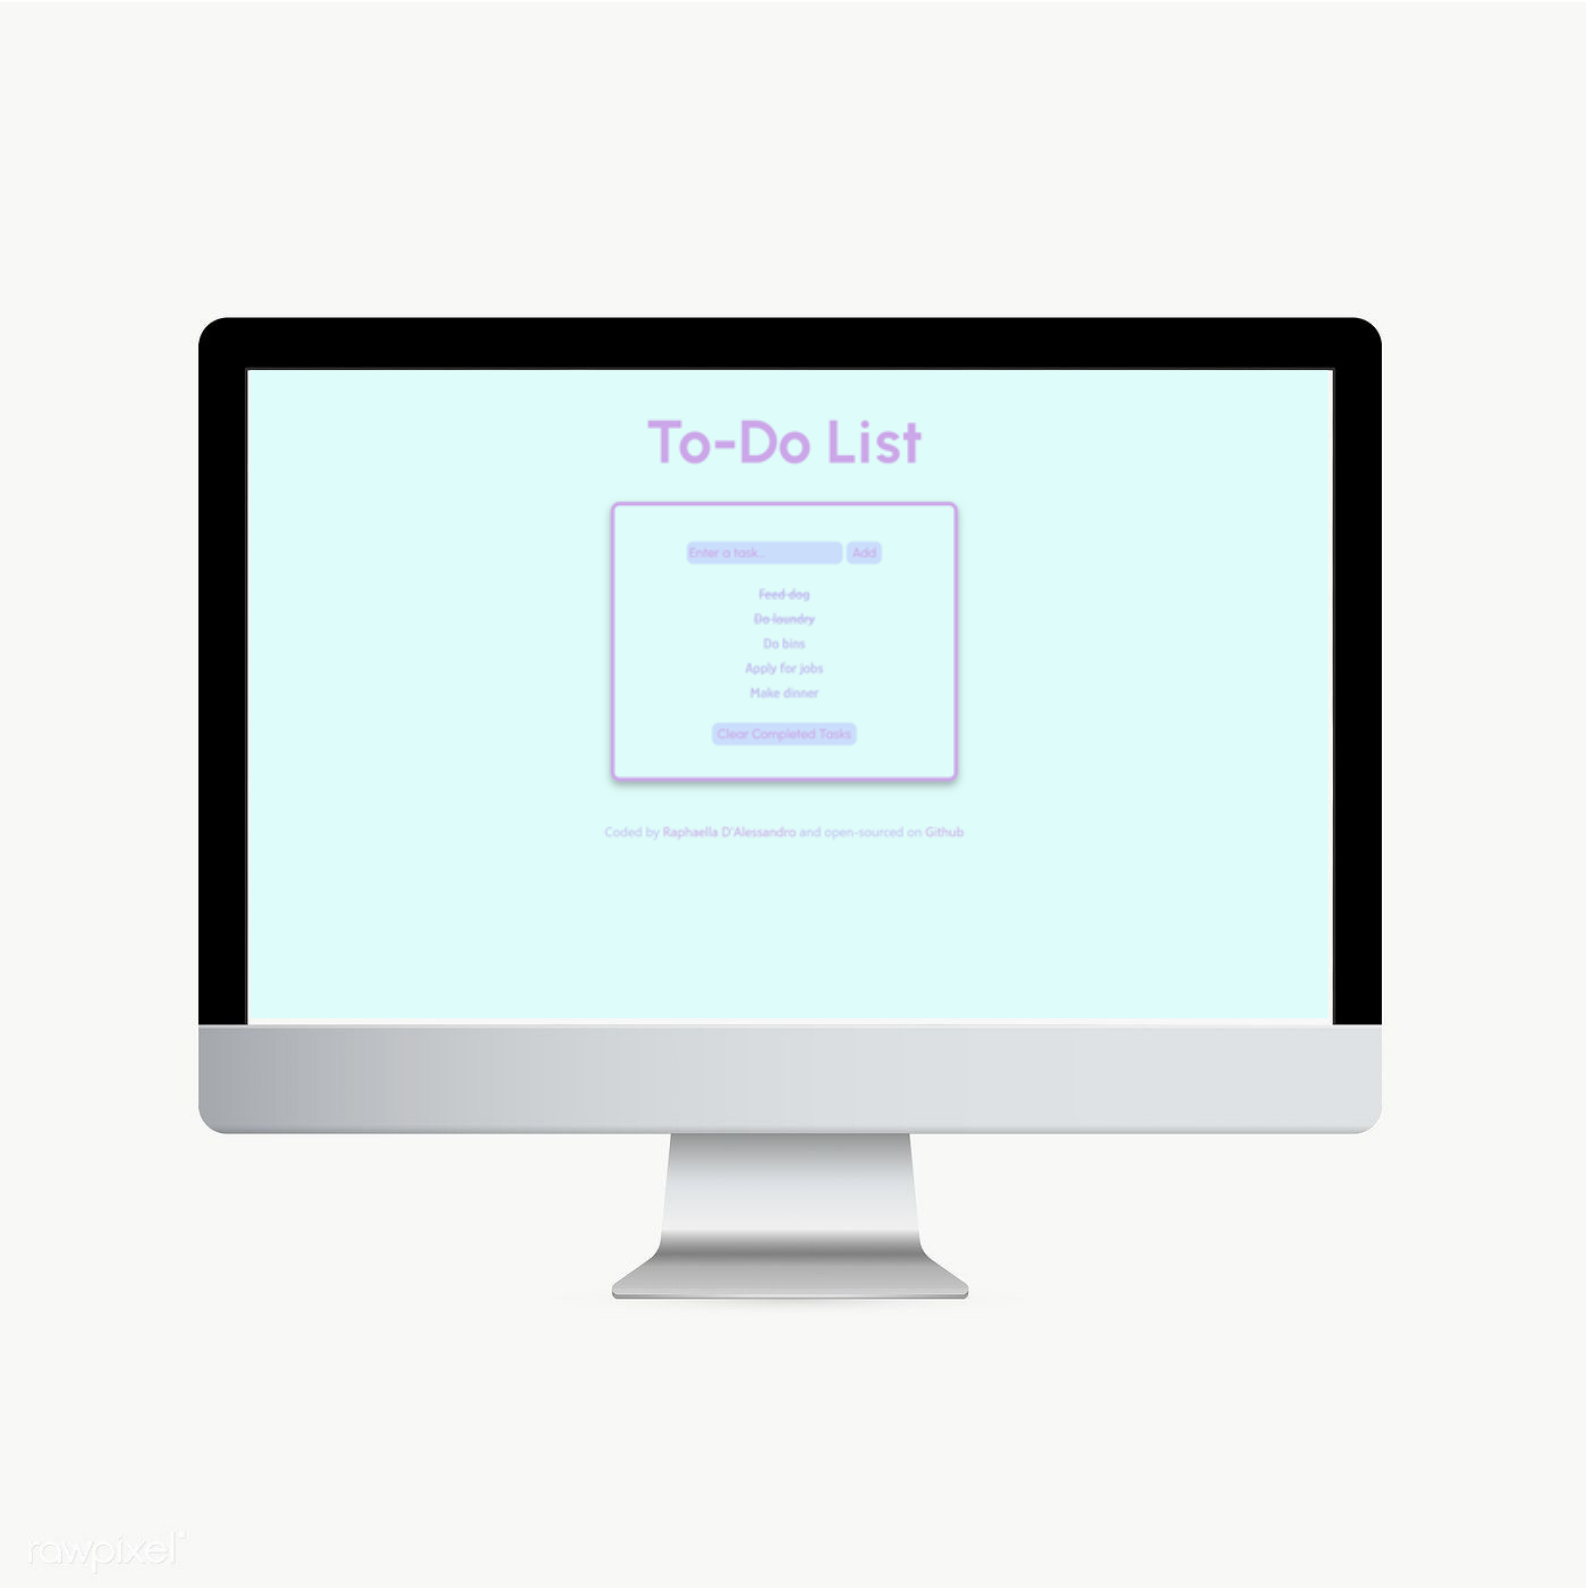 To-Do List
Enter a task... Add
Feed dog
Do laundry
Do bins
Apply for jobs
Make dinner
Clear Completed Tasks
Coded by Raphaella D'Alessandro and open-sourced on Github
rawpixel